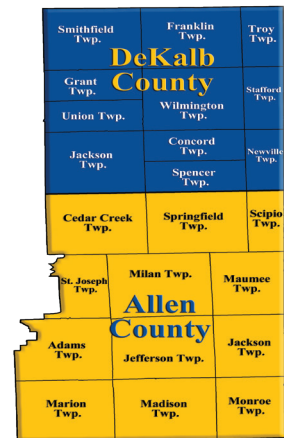 Smithfield
Twp.
Franklin
Twp.
Troy
Twp.
DeKalb
County
Grant
Twp.
Stafford
Twp.
Wilmington
Twp.
Union Twp.
Concord
Twp.
Jackson
Twp.
Newville
Twp.
Spencer
Twp.
Cedar Creek
Twp.
Springfield
Twp.
Scipio
Twp.
St. Joseph
Twp.
Milan Twp.
Maumee
Twp.
Allen
County
Adams
Twp.
Jefferson Twp.
Jackson
Twp.
Marion
Twp.
Madison
Twp.
Monroe
Twp.